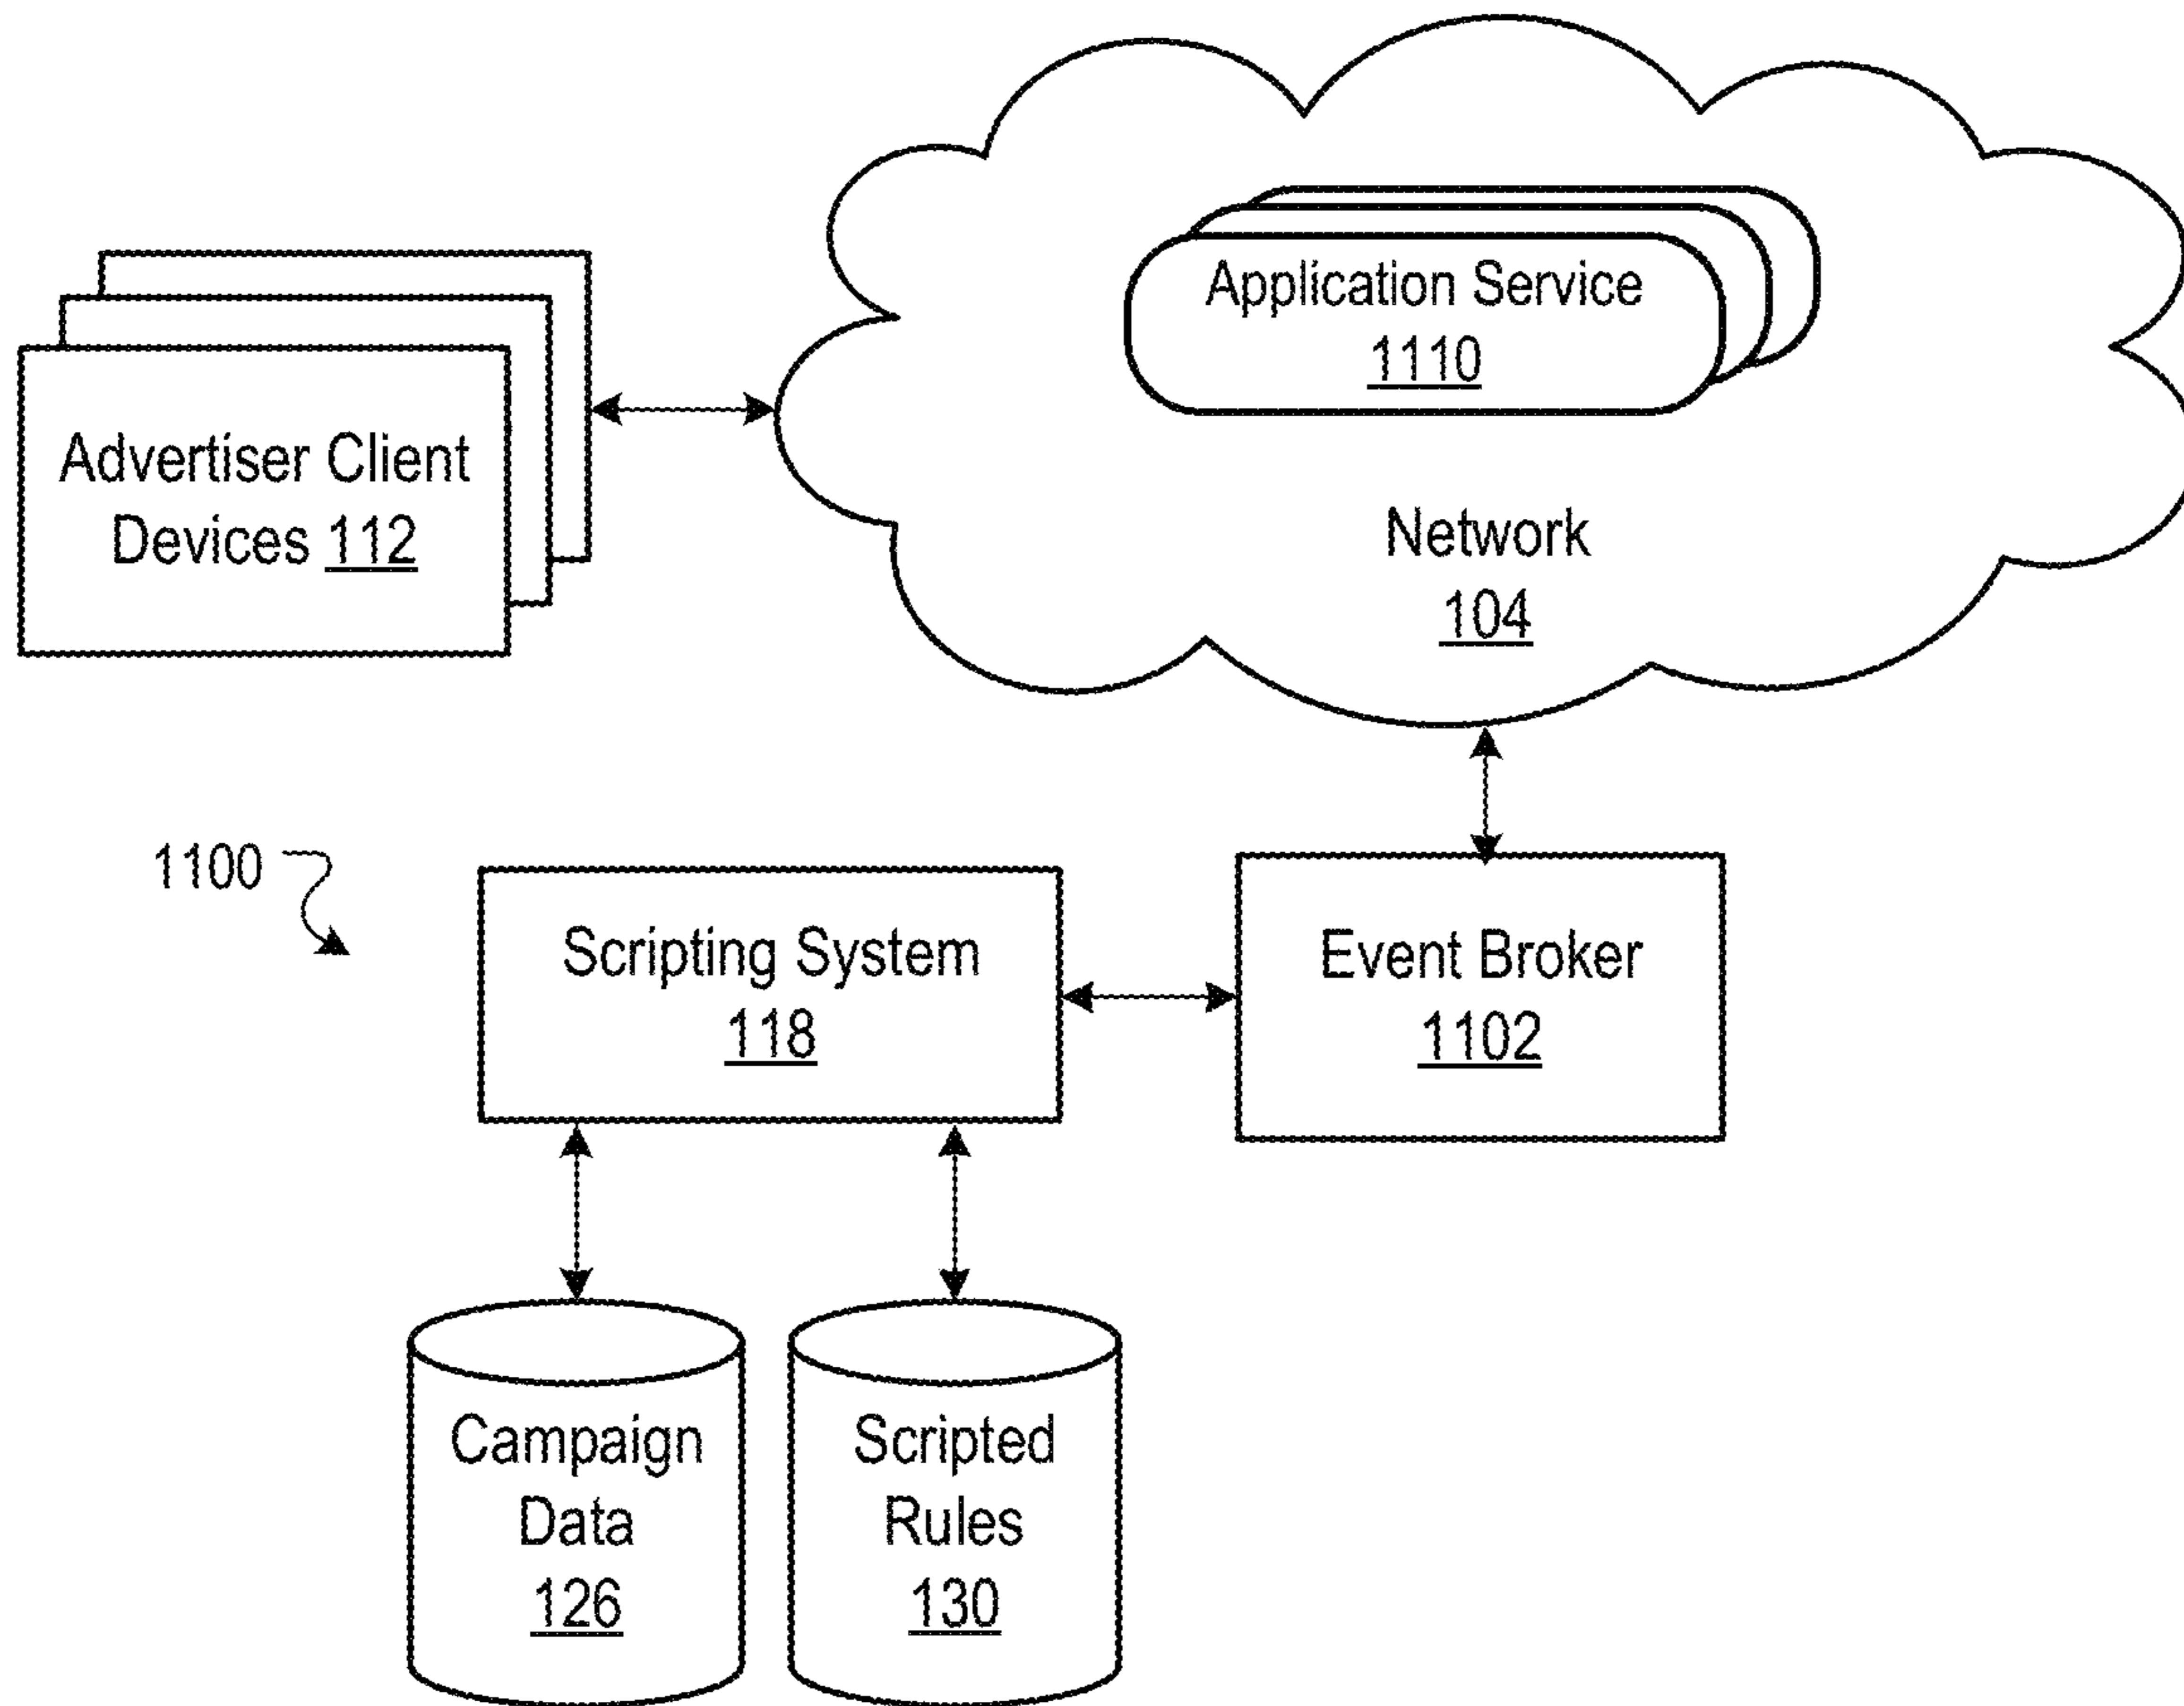 Application Service
1110
Advertiser Client
Devices 112
Network
104
1100
Scripting System
118
Event Broker
1102
Campaign
Data
126
Scripted
Rules
130